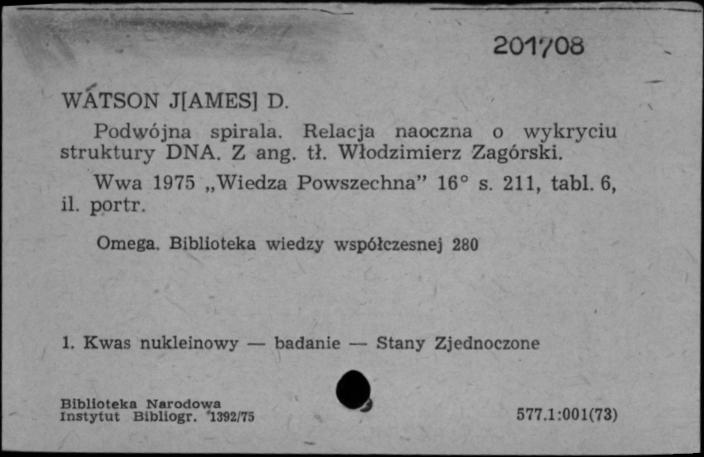 201708
WATSON J[AMES] D.
Podwójna spirala. Relacja naoczna o wykryciu
struktury DNA. Z ang. tł. Włodzimierz Zagórski.
Wwa 1975 „Wiedza Powszechna” 16° s. 211, tabl. 6,
il. portr.
Omega. Biblioteka wiedzy współczesnej 280
1. Kwas nukleinowy — badanie — Stany Zjednoczone
Biblioteka Narodowa
Instytut Bibliogr. 1392/75
577.1:001(73)